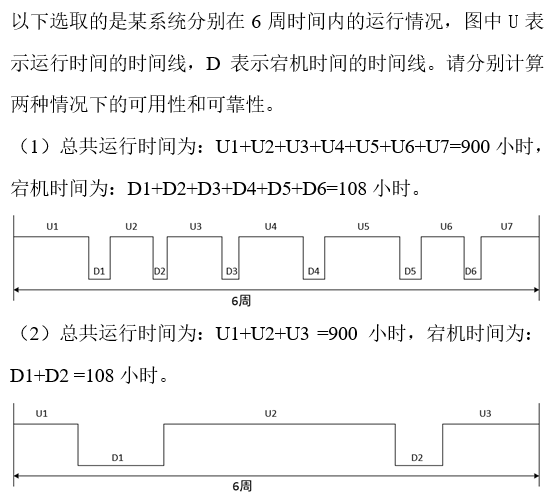 以下选取的是某系统分别在 6 周时间内的运行情况，图中 U 表
示运行时间的时间线，D 表示宕机时间的时间线。请分别计算
两种情况下的可用性和可靠性。
（1）总共运行时间为：U1+U2+U3+U4+U5+U6+U7=900 小时，
宕机时间为：D1+D2+D3+D4+D5+D6=108 小时。
U1 U2 U3 U4 U5 U6 U7
D1 D2 D3 D4 D5 D6
6周
（2）总共运行时间为：U1+U2+U3 =900 小时，宕机时间为：
D1+D2 =108 小时。
U1 U2 U3
D1 D2
6周